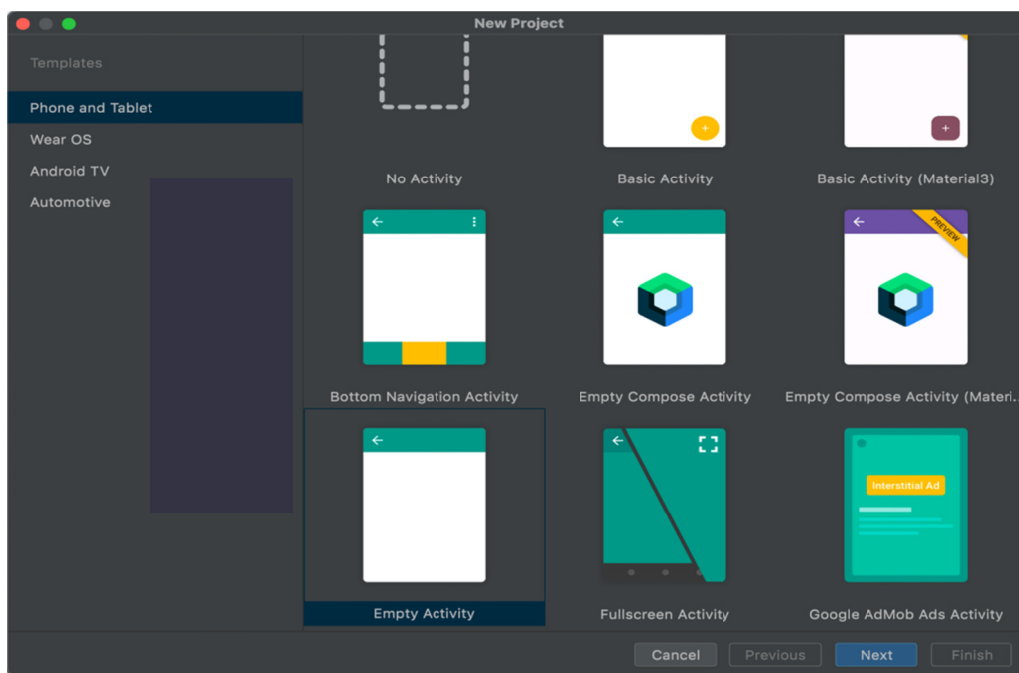 New Project
Templates
Phone and Tablet
Wear OS
Android TV
Automotive
No Activity
Basic Activity
Basic Activity (Material3)
PREVIEW
Bottom Navigation Activity
Empty Compose Activity
Empty Compose Activity (Materi...
Interstitial Ad
Empty Activity
Fullscreen Activity
Google AdMob Ads Activity
Cancel
Previous
Next
Finish